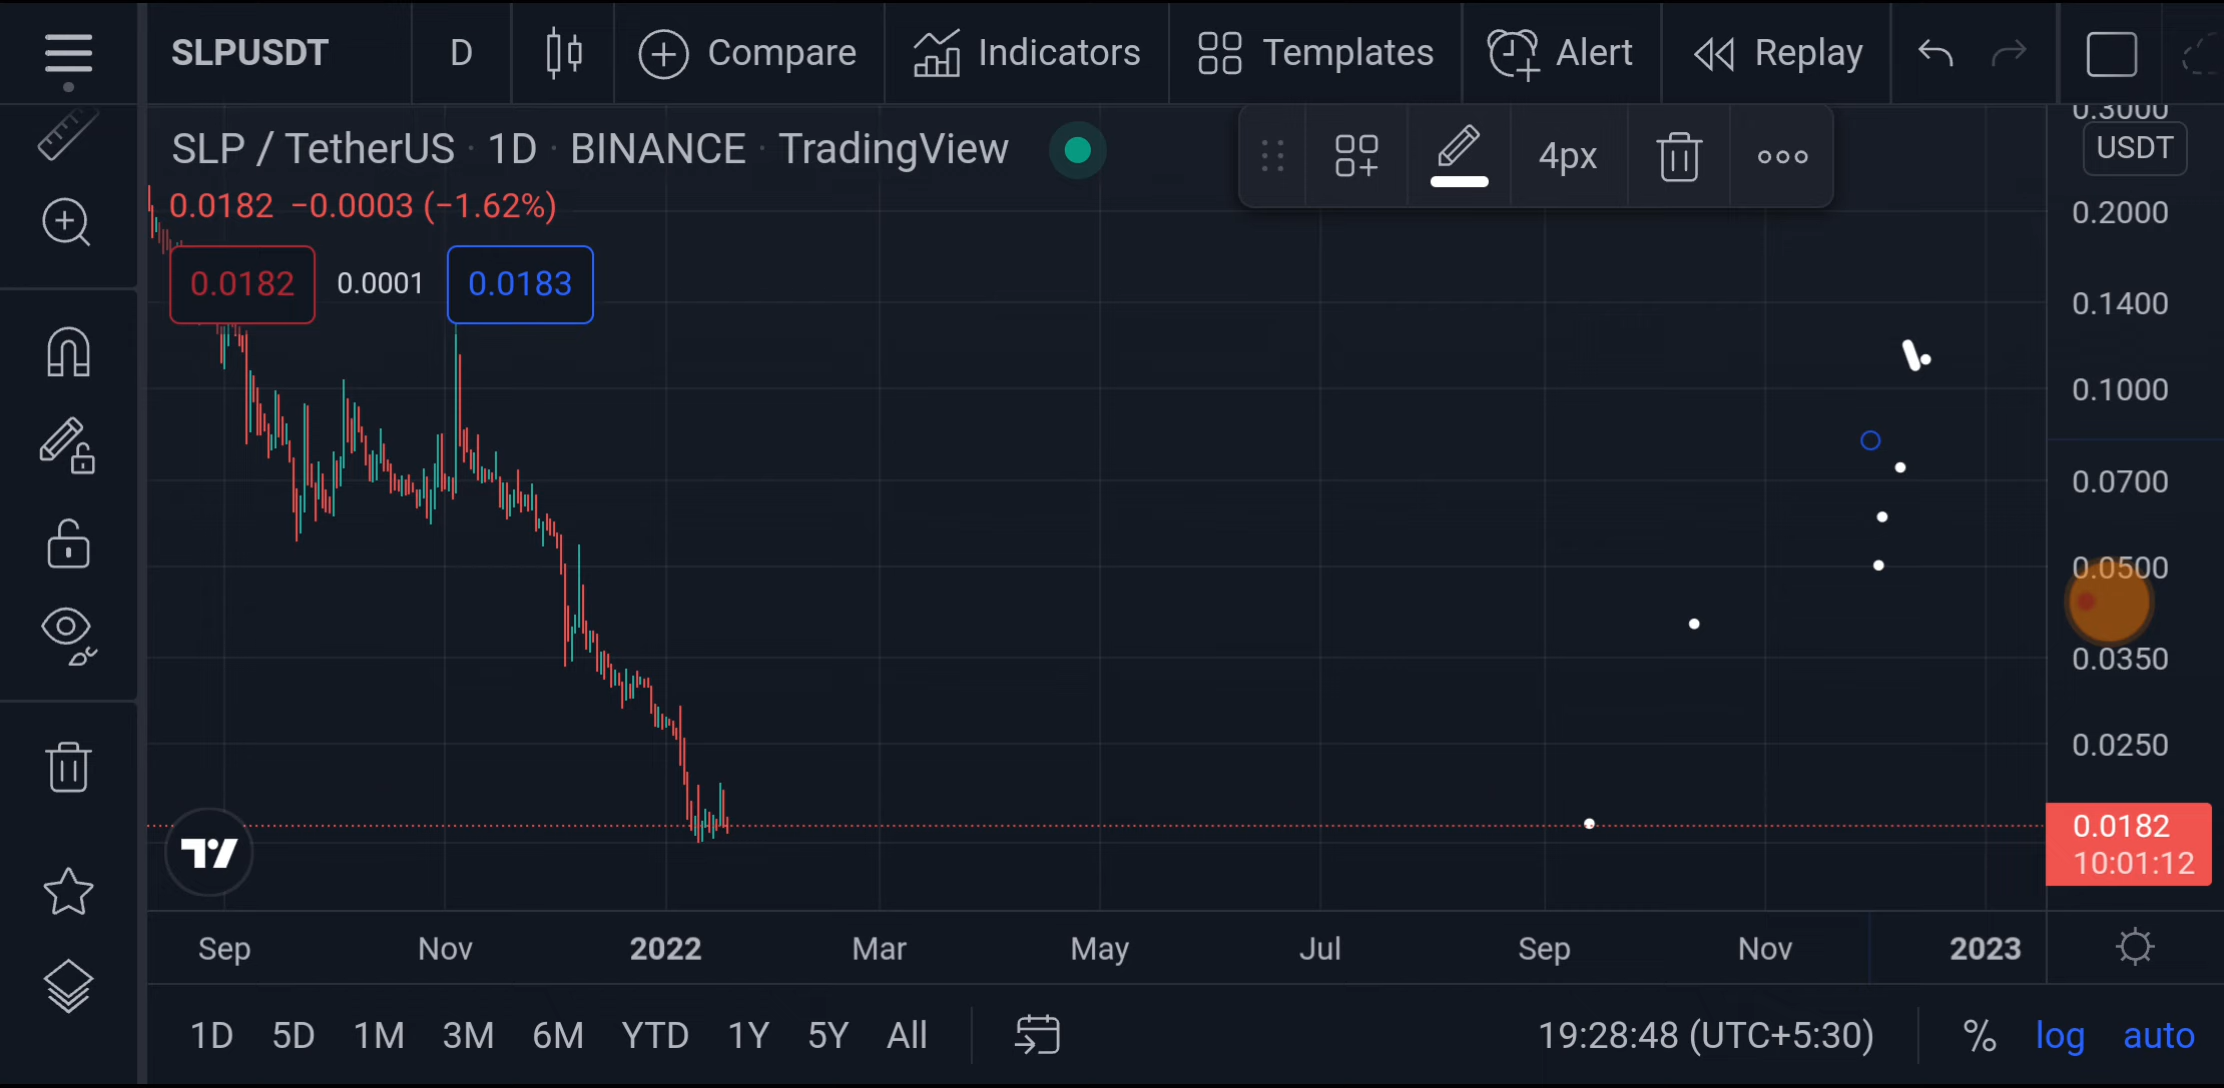 SLPUSDT D Compare Indicators Templates Alert Replay
SLP / TetherUS · 1D · BINANCE · TradingView
4px
0.3000
USDT
0.0182 −0.0003 (−1.62%)
0.2000
0.0182 0.0001 0.0183
0.1400
0.1000
0.0700
0.0500
0.0350
0.0250
0.0182
10:01:12
Sep Nov 2022 Mar May Jul Sep Nov 2023
1D 5D 1M 3M 6M YTD 1Y 5Y All 19:28:48 (UTC+5:30) % log auto